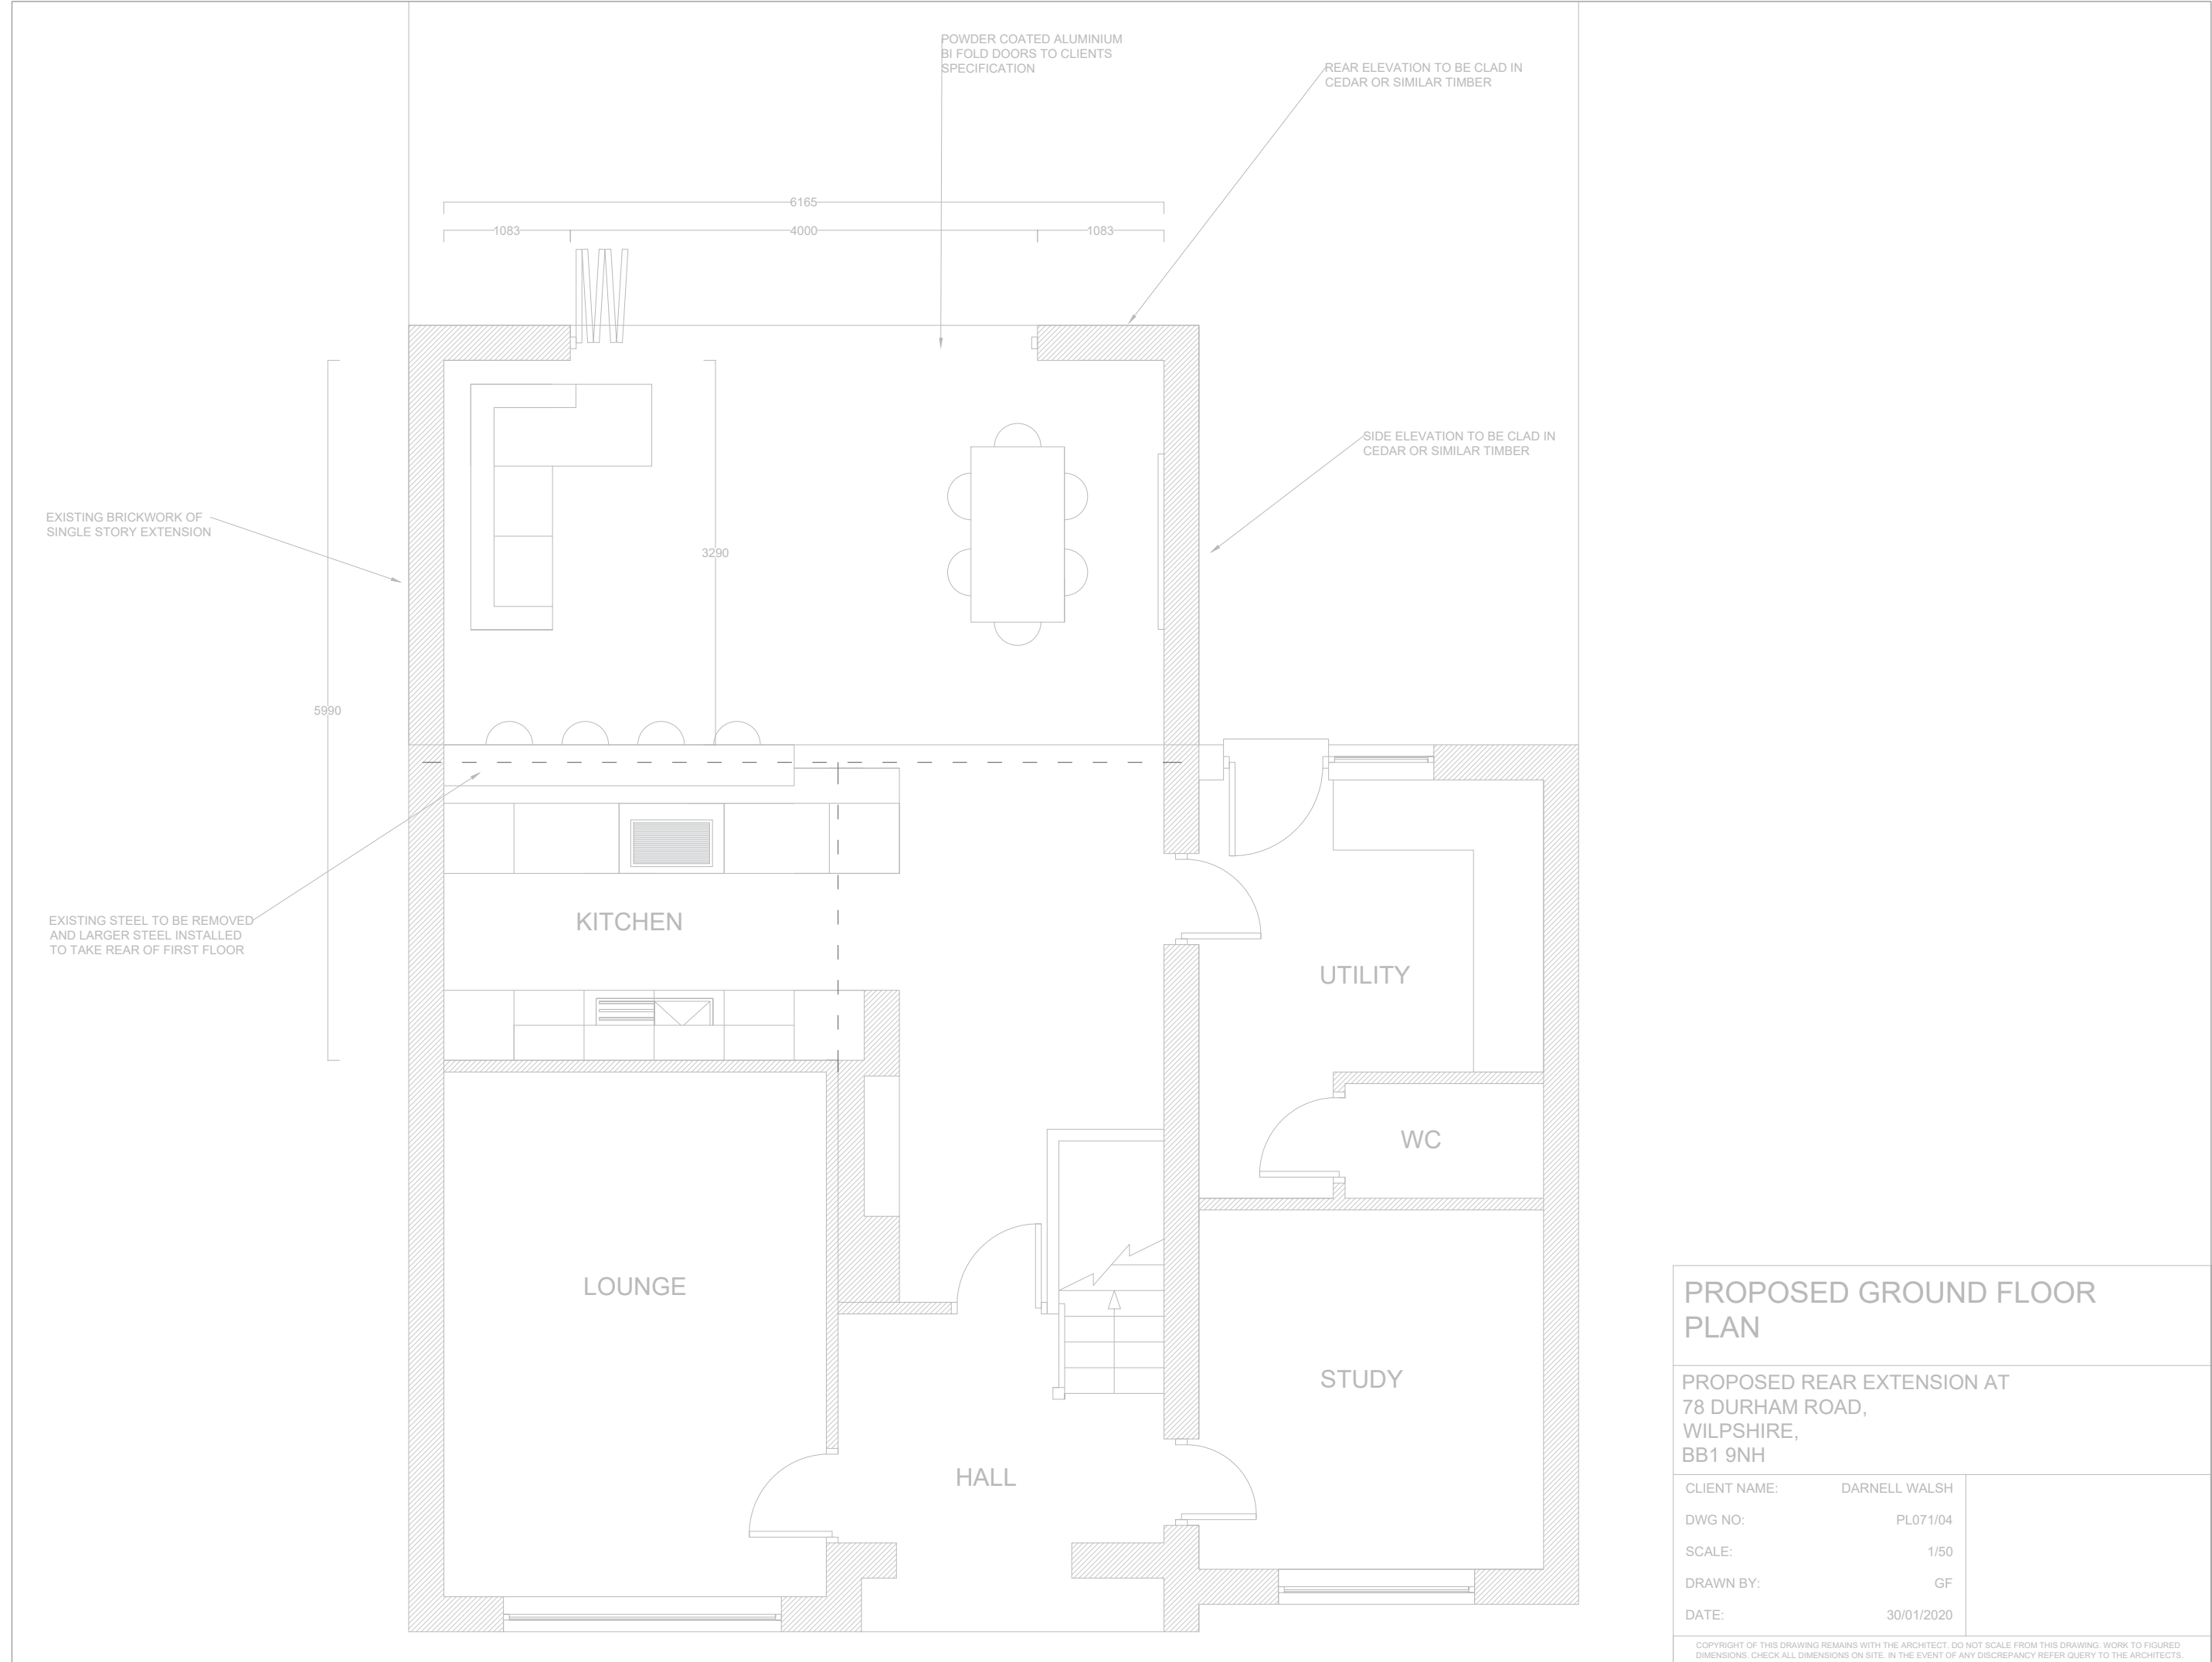 POWDER COATED ALUMINIUM
BI FOLD DOORS TO CLIENTS
SPECIFICATION
REAR ELEVATION TO BE CLAD IN
CEDAR OR SIMILAR TIMBER
6165
1083
4000
1083
SIDE ELEVATION TO BE CLAD IN
CEDAR OR SIMILAR TIMBER
EXISTING BRICKWORK OF
SINGLE STORY EXTENSION
3290
5990
EXISTING STEEL TO BE REMOVED
AND LARGER STEEL INSTALLED
TO TAKE REAR OF FIRST FLOOR
KITCHEN
UTILITY
WC
LOUNGE
STUDY
HALL
PROPOSED GROUND FLOOR
PLAN
PROPOSED REAR EXTENSION AT
78 DURHAM ROAD,
WILPSHIRE,
BB1 9NH
CLIENT NAME: DARNELL WALSH
DWG NO: PL071/04
SCALE: 1/50
DRAWN BY: GF
DATE: 30/01/2020
COPYRIGHT OF THIS DRAWING REMAINS WITH THE ARCHITECT. DO NOT SCALE FROM THIS DRAWING. WORK TO FIGURED
DIMENSIONS. CHECK ALL DIMENSIONS ON SITE. IN THE EVENT OF ANY DISCREPANCY REFER QUERY TO THE ARCHITECTS.